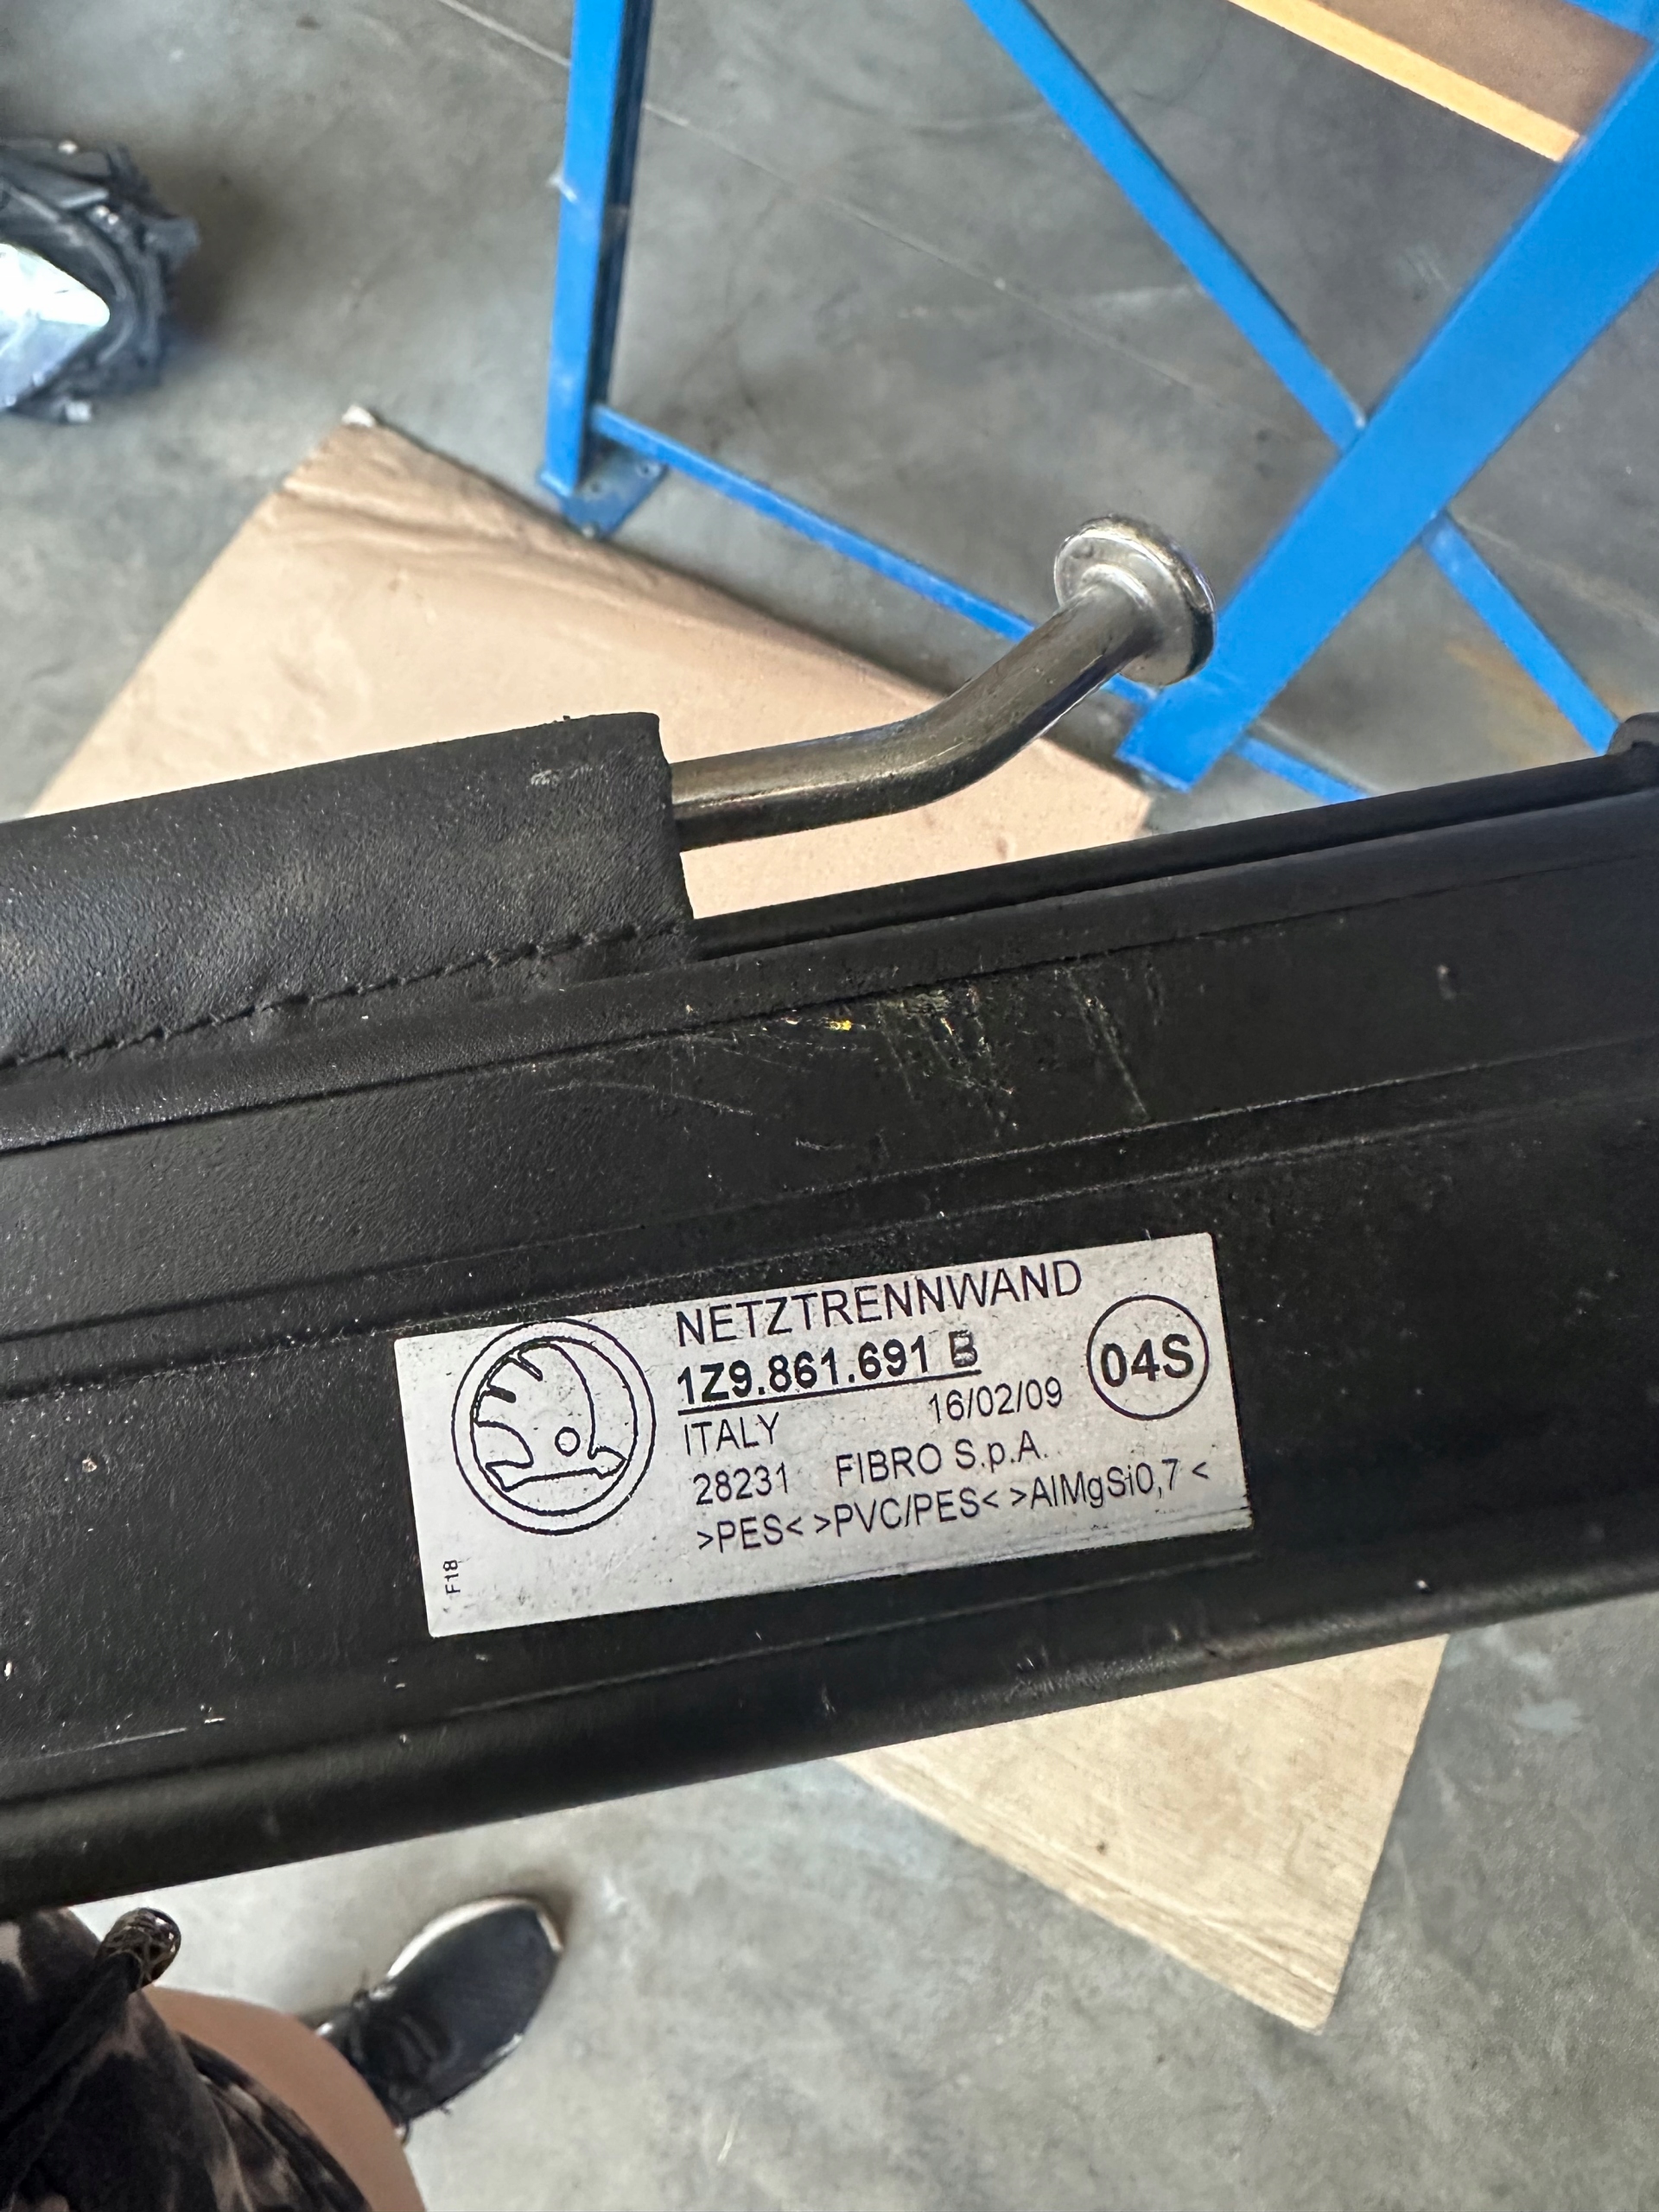 NETZTRENNWAND
1Z9.861.691 B
04S
ITALY 16/02/09
28231 FIBRO S.p.A.
>PES< >PVC/PES< >AlMgSi0,7 <
F18